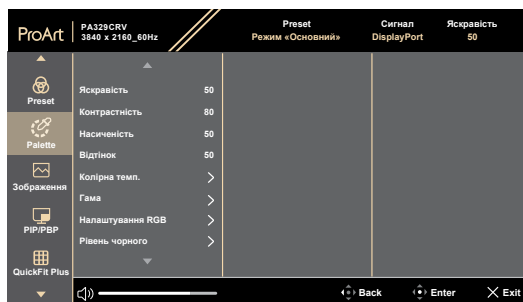 ProArt
PA329CRV
3840 x 2160_60Hz
Preset
Режим «Основний»
Сигнал
DisplayPort
Яскравість
50
Preset
Palette
Зображення
PIP/PBP
QuickFit Plus
Яскравість 50
Контрастність 80
Насиченість 50
Відтінок 50
Колірна темп.
Гама
Налаштування RGB
Рівень чорного
Back
Enter
Exit